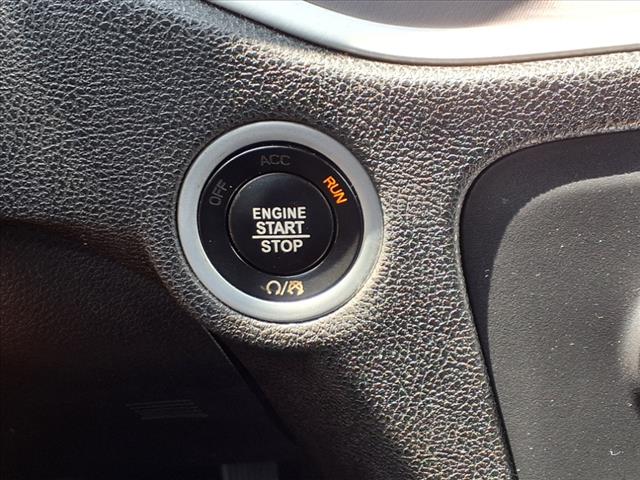 ACC
OFF
RUN
ENGINE
START
STOP